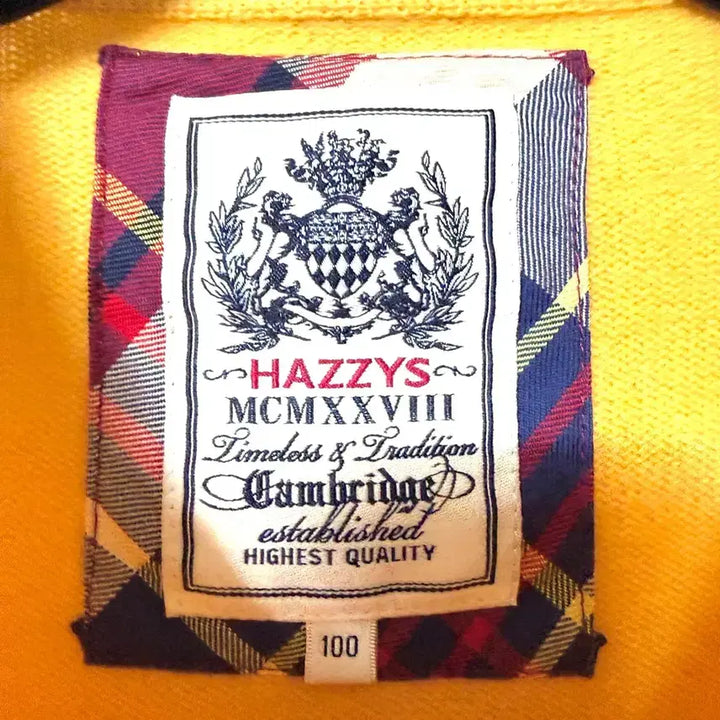 HAZZYS
MCMXXVIII
Timeless & Tradition
Cambridge
established
HIGHEST QUALITY
100